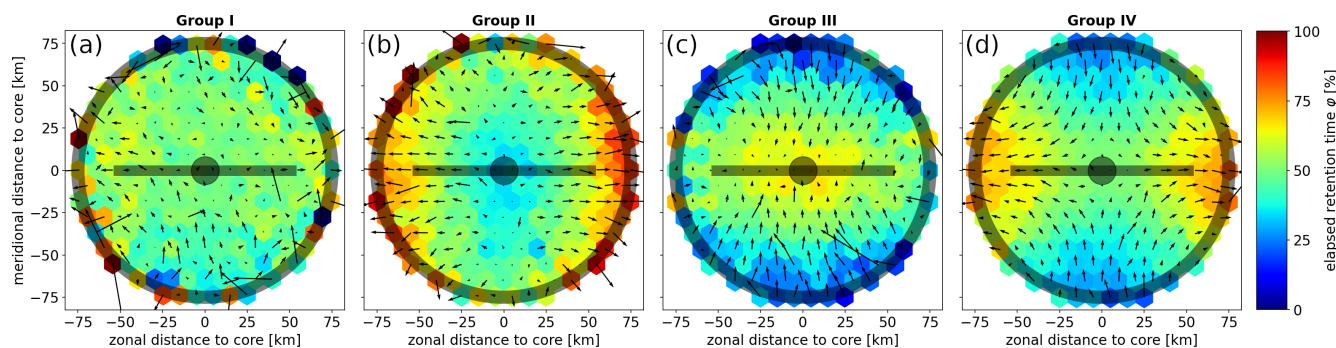 Group I Group II Group III Group IV
(a) (b) (c) (d)
meridional distance to core [km]
75
50
25
0
−25
−50
−75
−75 −50 −25 0 25 50 75
zonal distance to core [km]
−75 −50 −25 0 25 50 75
zonal distance to core [km]
−75 −50 −25 0 25 50 75
zonal distance to core [km]
−75 −50 −25 0 25 50 75
zonal distance to core [km]
100
75
50
25
0
elapsed retention time φ [%]